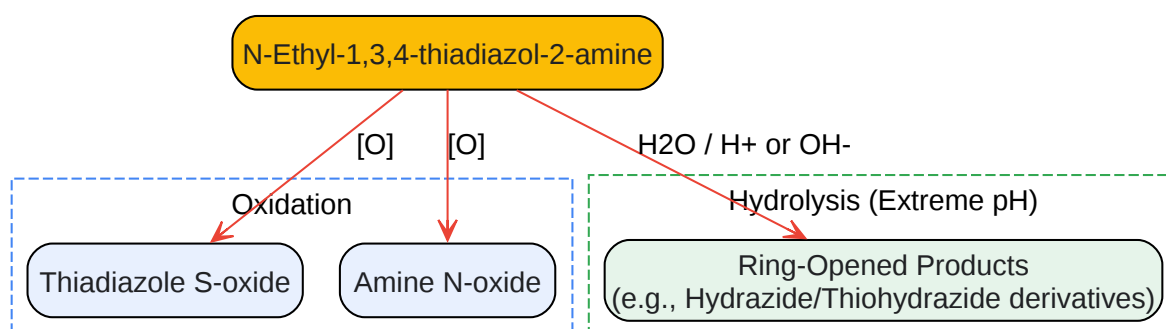 N-Ethyl-1,3,4-thiadiazol-2-amine
[O]
[O]
H2O / H+ or OH-
Oxidation
Hydrolysis (Extreme pH)
Thiadiazole S-oxide
Amine N-oxide
Ring-Opened Products
(e.g., Hydrazide/Thiohydrazide derivatives)